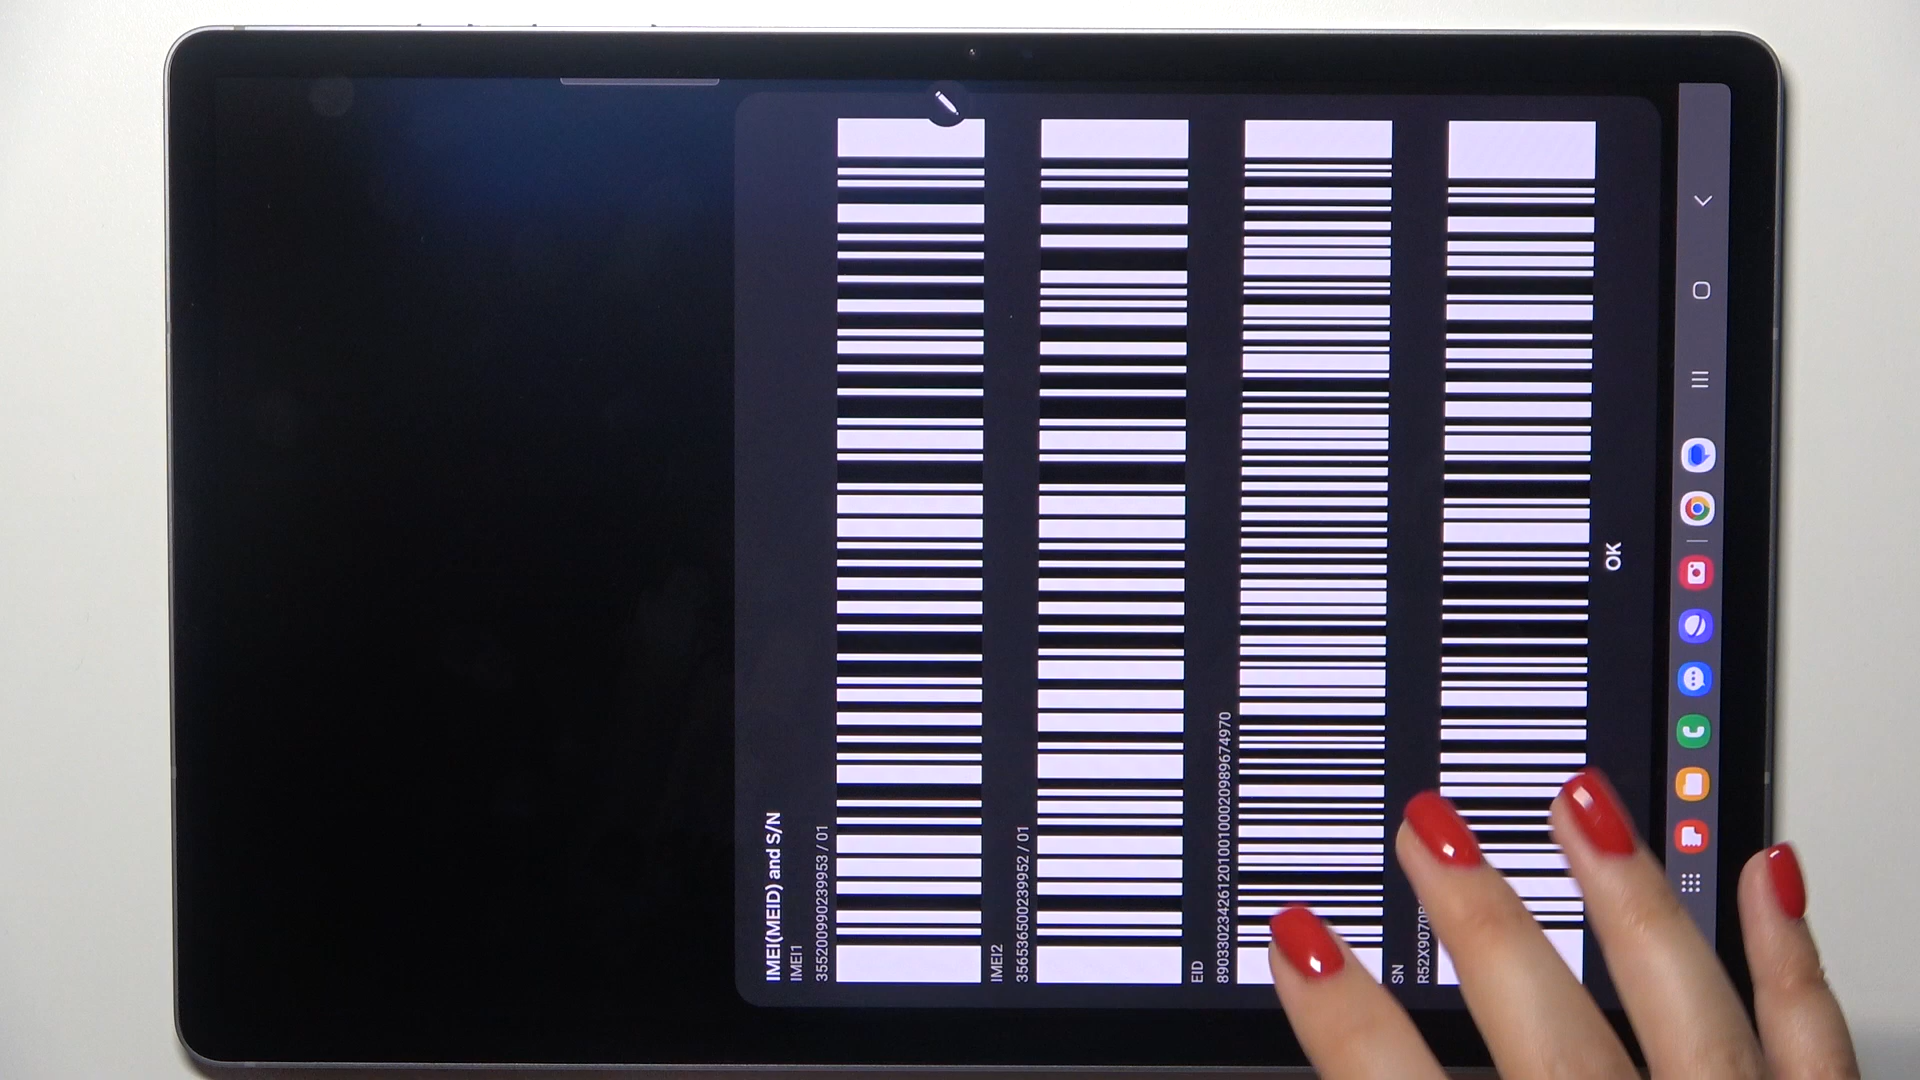 IMEI(MEID) and S/N
IMEI1
355200990239953 / 01
IMEI2
356536500239952 / 01
EID
89033023426120100100020989674970
SN
OK